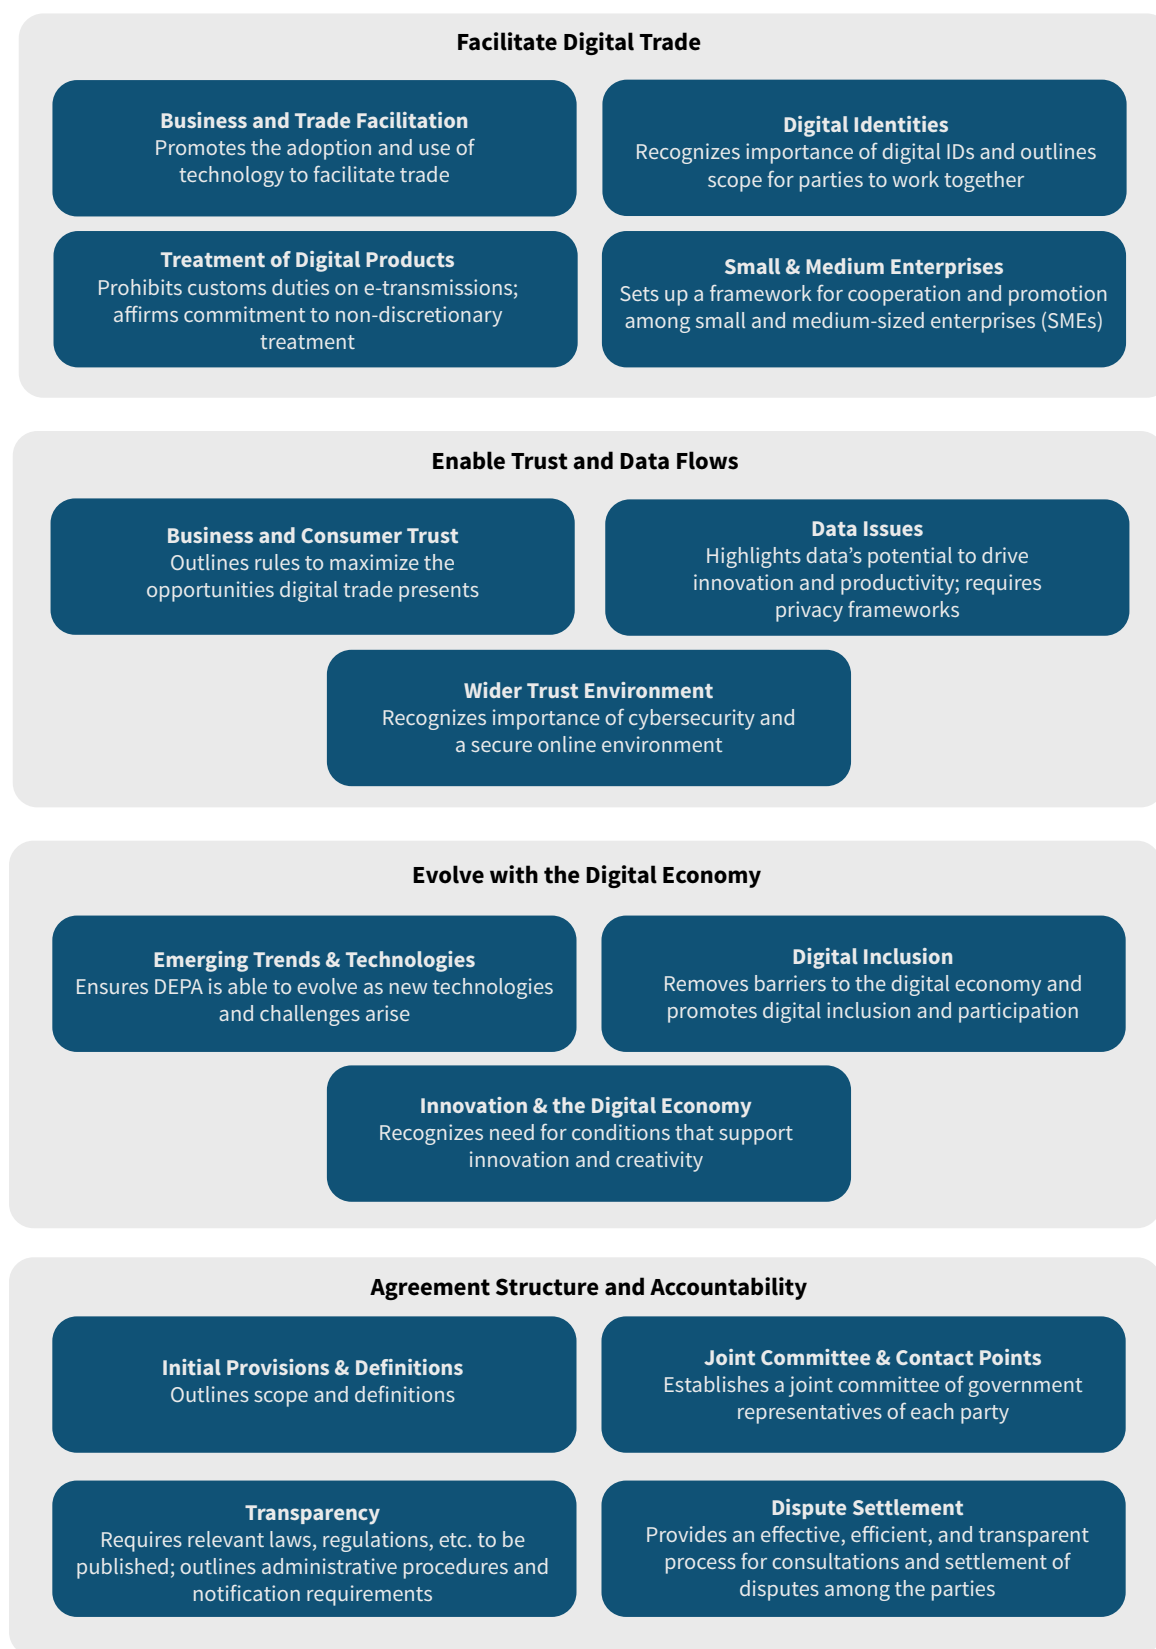 Facilitate Digital Trade
Business and Trade Facilitation
Promotes the adoption and use of
technology to facilitate trade
Digital Identities
Recognizes importance of digital IDs and outlines
scope for parties to work together
Treatment of Digital Products
Prohibits customs duties on e-transmissions;
affirms commitment to non-discretionary
treatment
Small & Medium Enterprises
Sets up a framework for cooperation and promotion
among small and medium-sized enterprises (SMEs)
Enable Trust and Data Flows
Business and Consumer Trust
Outlines rules to maximize the
opportunities digital trade presents
Data Issues
Highlights data’s potential to drive
innovation and productivity; requires
privacy frameworks
Wider Trust Environment
Recognizes importance of cybersecurity and
a secure online environment
Evolve with the Digital Economy
Emerging Trends & Technologies
Ensures DEPA is able to evolve as new technologies
and challenges arise
Digital Inclusion
Removes barriers to the digital economy and
promotes digital inclusion and participation
Innovation & the Digital Economy
Recognizes need for conditions that support
innovation and creativity
Agreement Structure and Accountability
Initial Provisions & Definitions
Outlines scope and definitions
Joint Committee & Contact Points
Establishes a joint committee of government
representatives of each party
Transparency
Requires relevant laws, regulations, etc. to be
published; outlines administrative procedures and
notification requirements
Dispute Settlement
Provides an effective, efficient, and transparent
process for consultations and settlement of
disputes among the parties